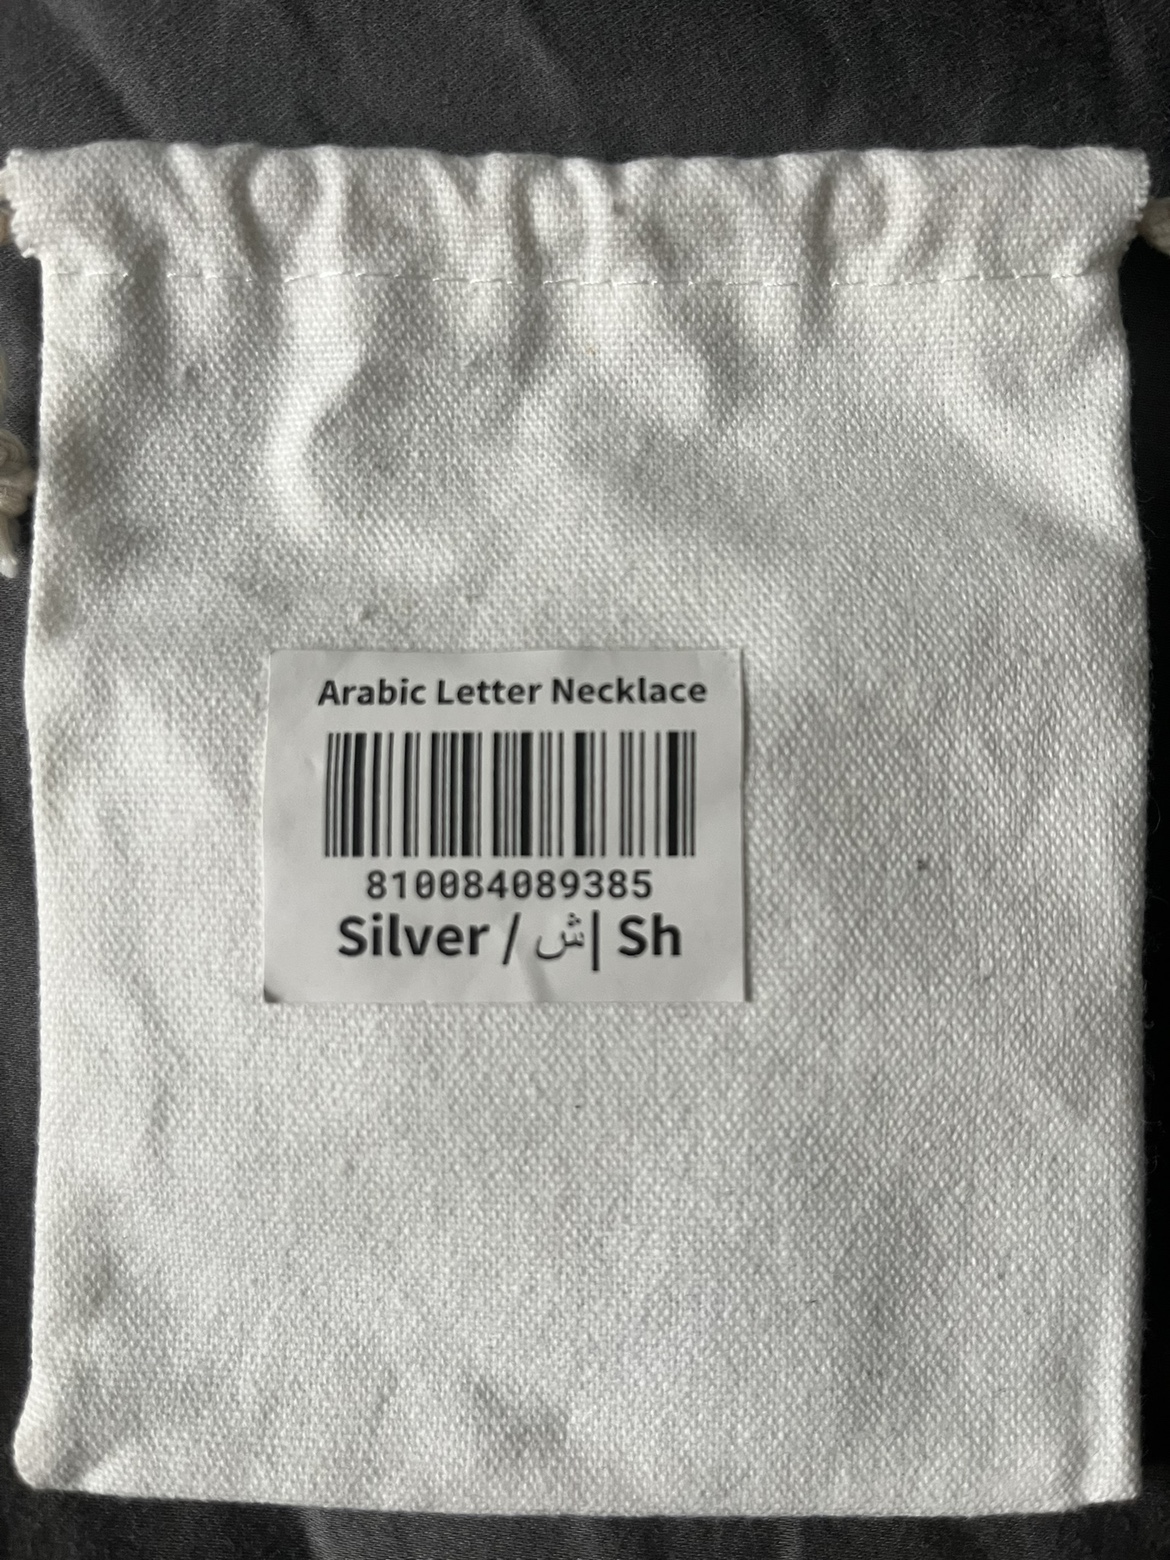 Arabic Letter Necklace
810084089385
Silver / ش| Sh